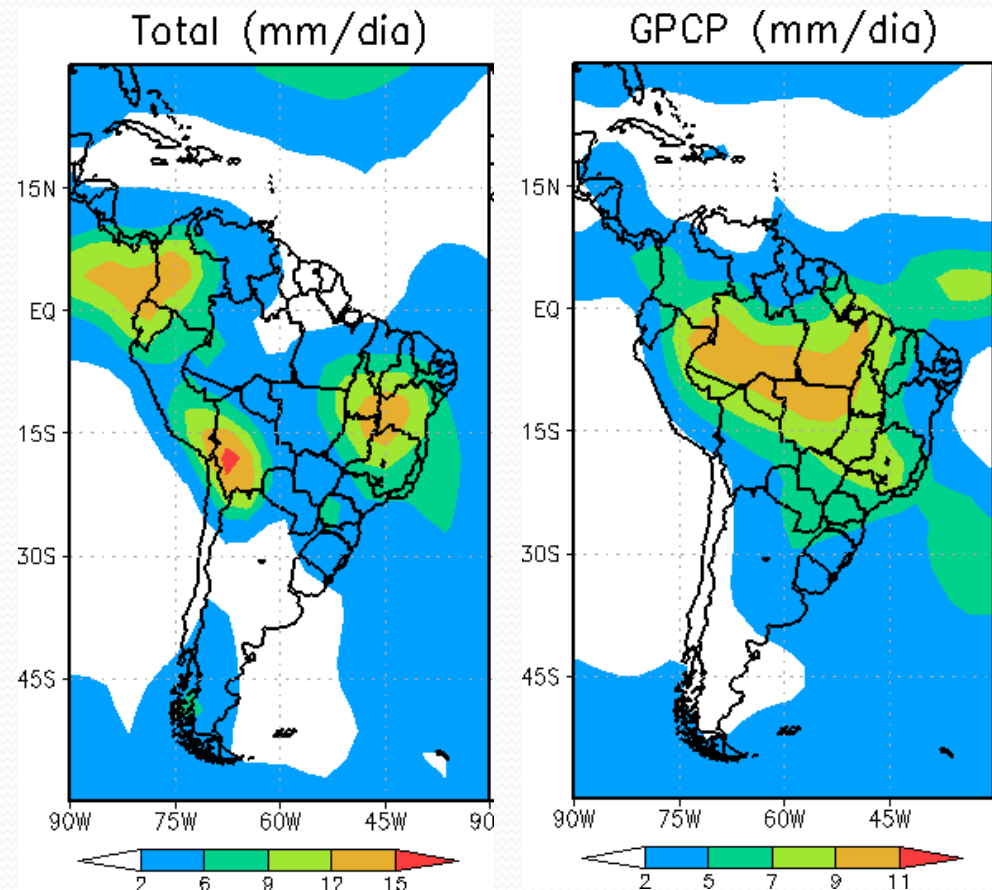 Total (mm/dia)
GPCP (mm/dia)
15N
EQ
15S
30S
45S
90W 75W 60W 45W 90
15N
EQ
15S
30S
45S
90W 75W 60W 45W
2 6 9 12 15
2 5 7 9 11